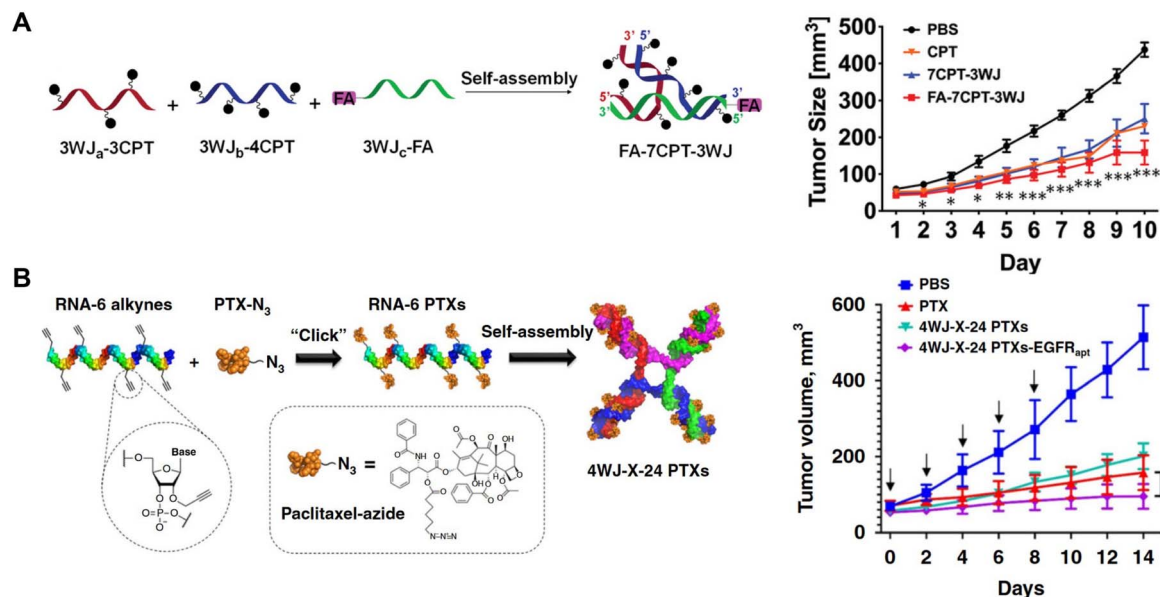 A
3WJa-3CPT
+
3WJb-4CPT
+
FA
3WJc-FA
Self-assembly
3’ 5’
5’
3’
3’
FA
5’
FA-7CPT-3WJ
Tumor Size [mm³]
500
400
300
200
100
0
PBS
CPT
7CPT-3WJ
FA-7CPT-3WJ
* * * ** *** *** *** *** ***
1 2 3 4 5 6 7 8 9 10
Day
B
RNA-6 alkynes
+
PTX-N₃
N₃
“Click”
RNA-6 PTXs
Self-assembly
4WJ-X-24 PTXs
Base
O
O
O
O=P-O
O⁻
N₃ =
Paclitaxel-azide
O
NH
O
O
O
O
O
OH
O
OH
O
O
O
O
N=N=N
Tumor volume, mm³
600
400
200
0
PBS
PTX
4WJ-X-24 PTXs
4WJ-X-24 PTXs-EGFRapt
0 2 4 6 8 10 12 14
Days